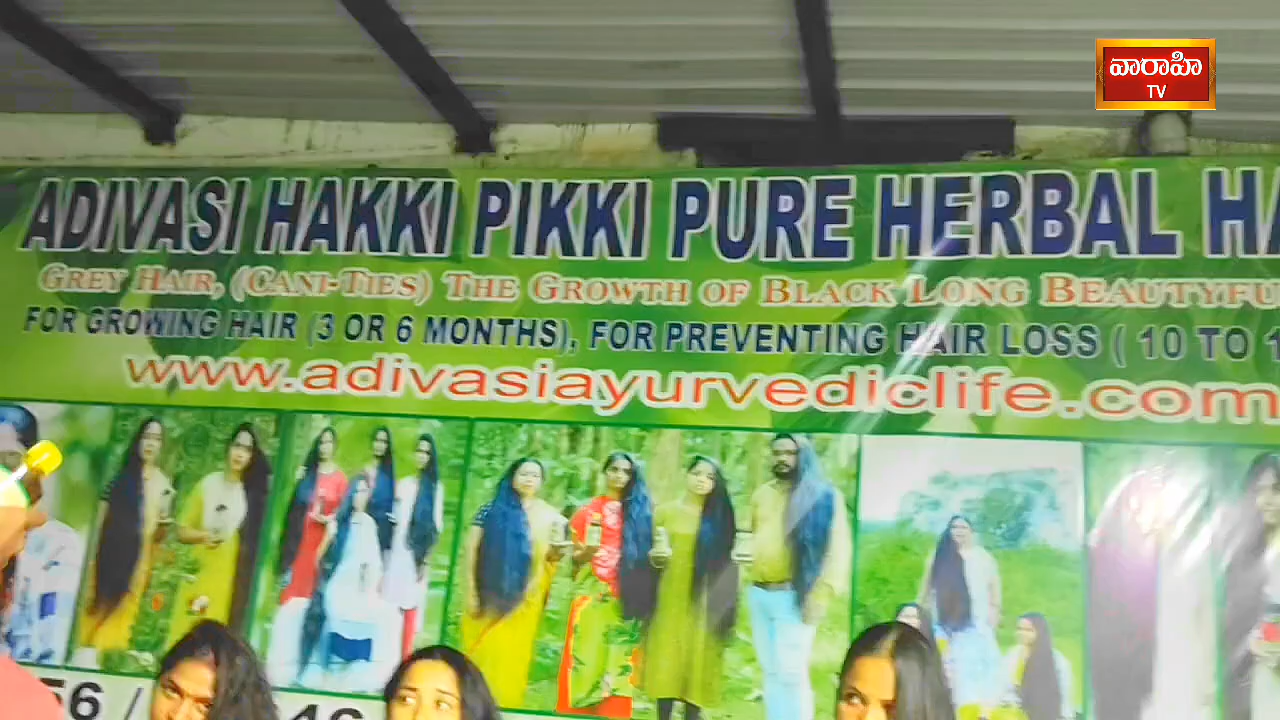 వారాహి
TV
ADIVASI HAKKI PIKKI PURE HERBAL
GREY HAIR, (CANI-TIES) THE GROWTH OF BLACK LONG
FOR GROWING HAIR (3 OR 6 MONTHS), FOR PREVENTING HAIR LOSS ( 10 TO
www.adivasiayurvediclife.com
56 /